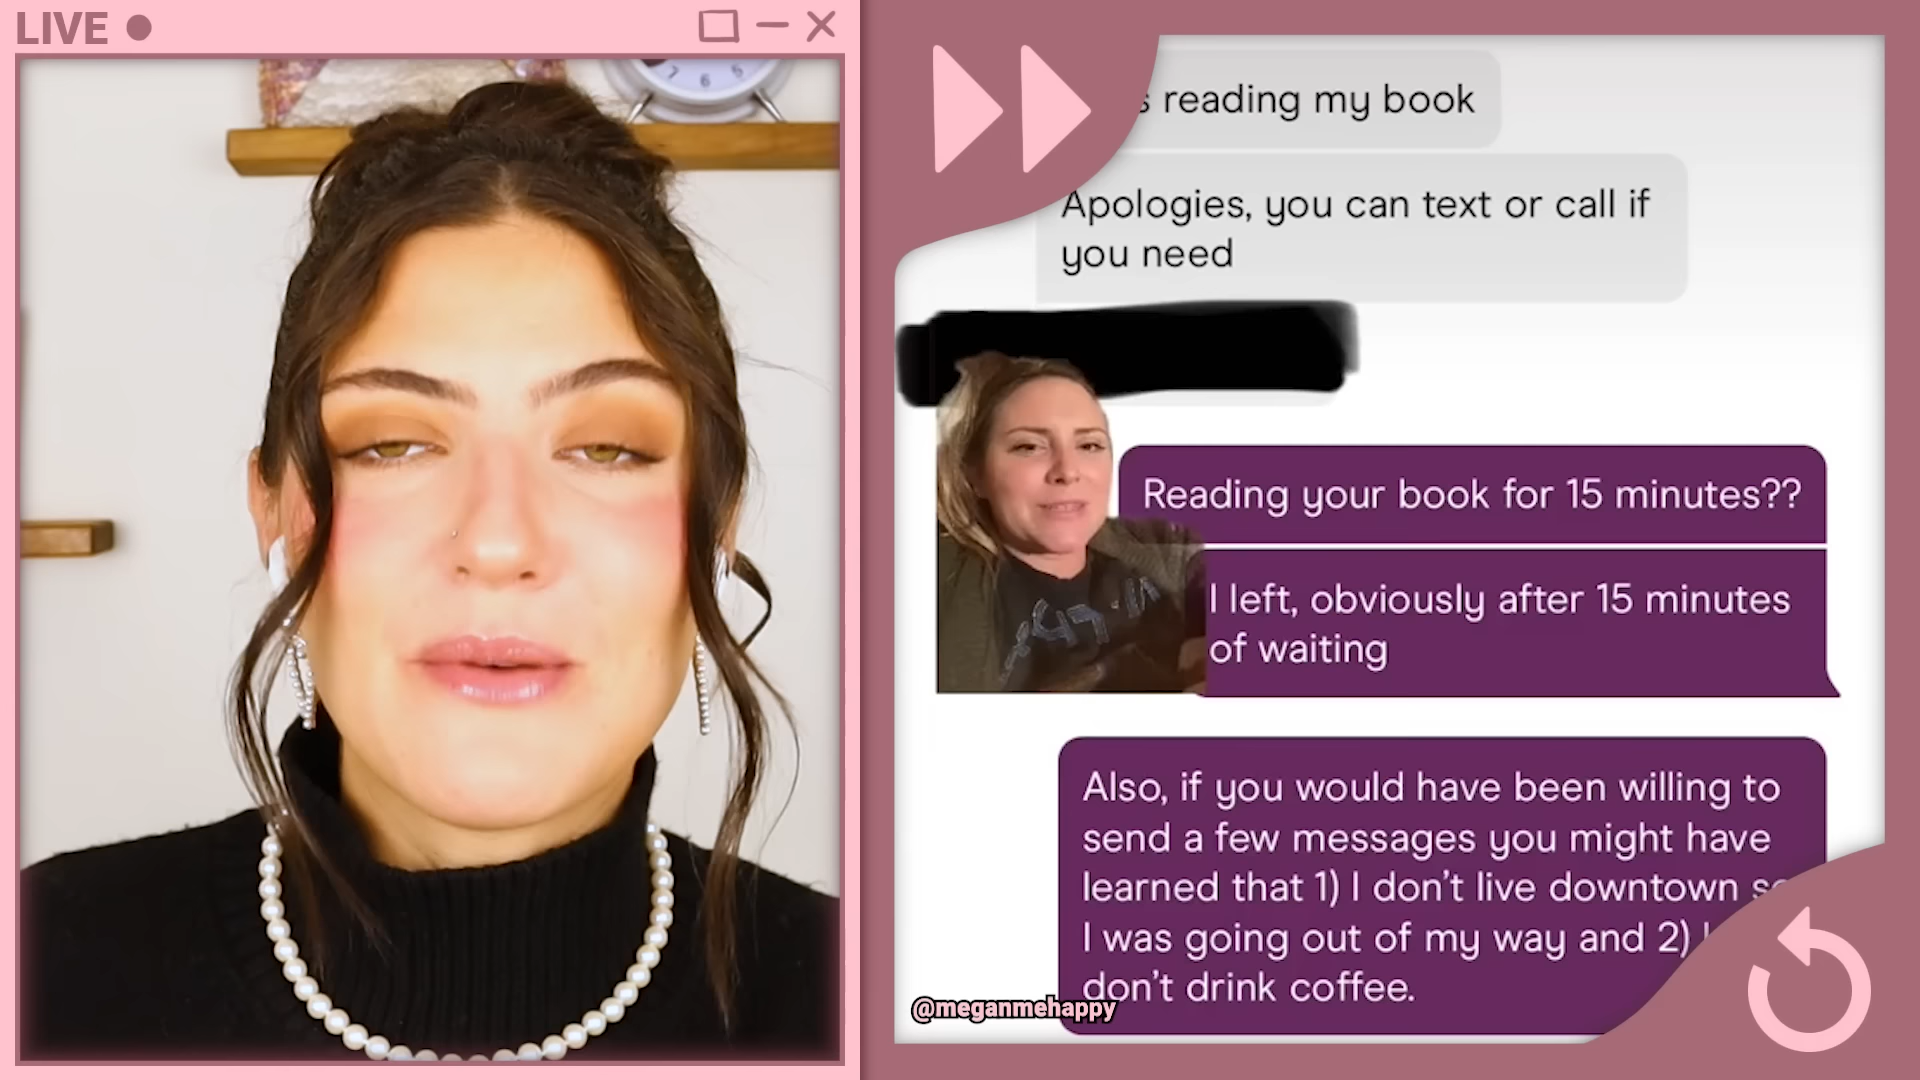 LIVE
reading my book
Apologies, you can text or call if
you need
Reading your book for 15 minutes??
I left, obviously after 15 minutes
of waiting
Also, if you would have been willing to
send a few messages you might have
learned that 1) I don't live downtown
I was going out of my way and 2)
don't drink coffee.
@meganmehappy